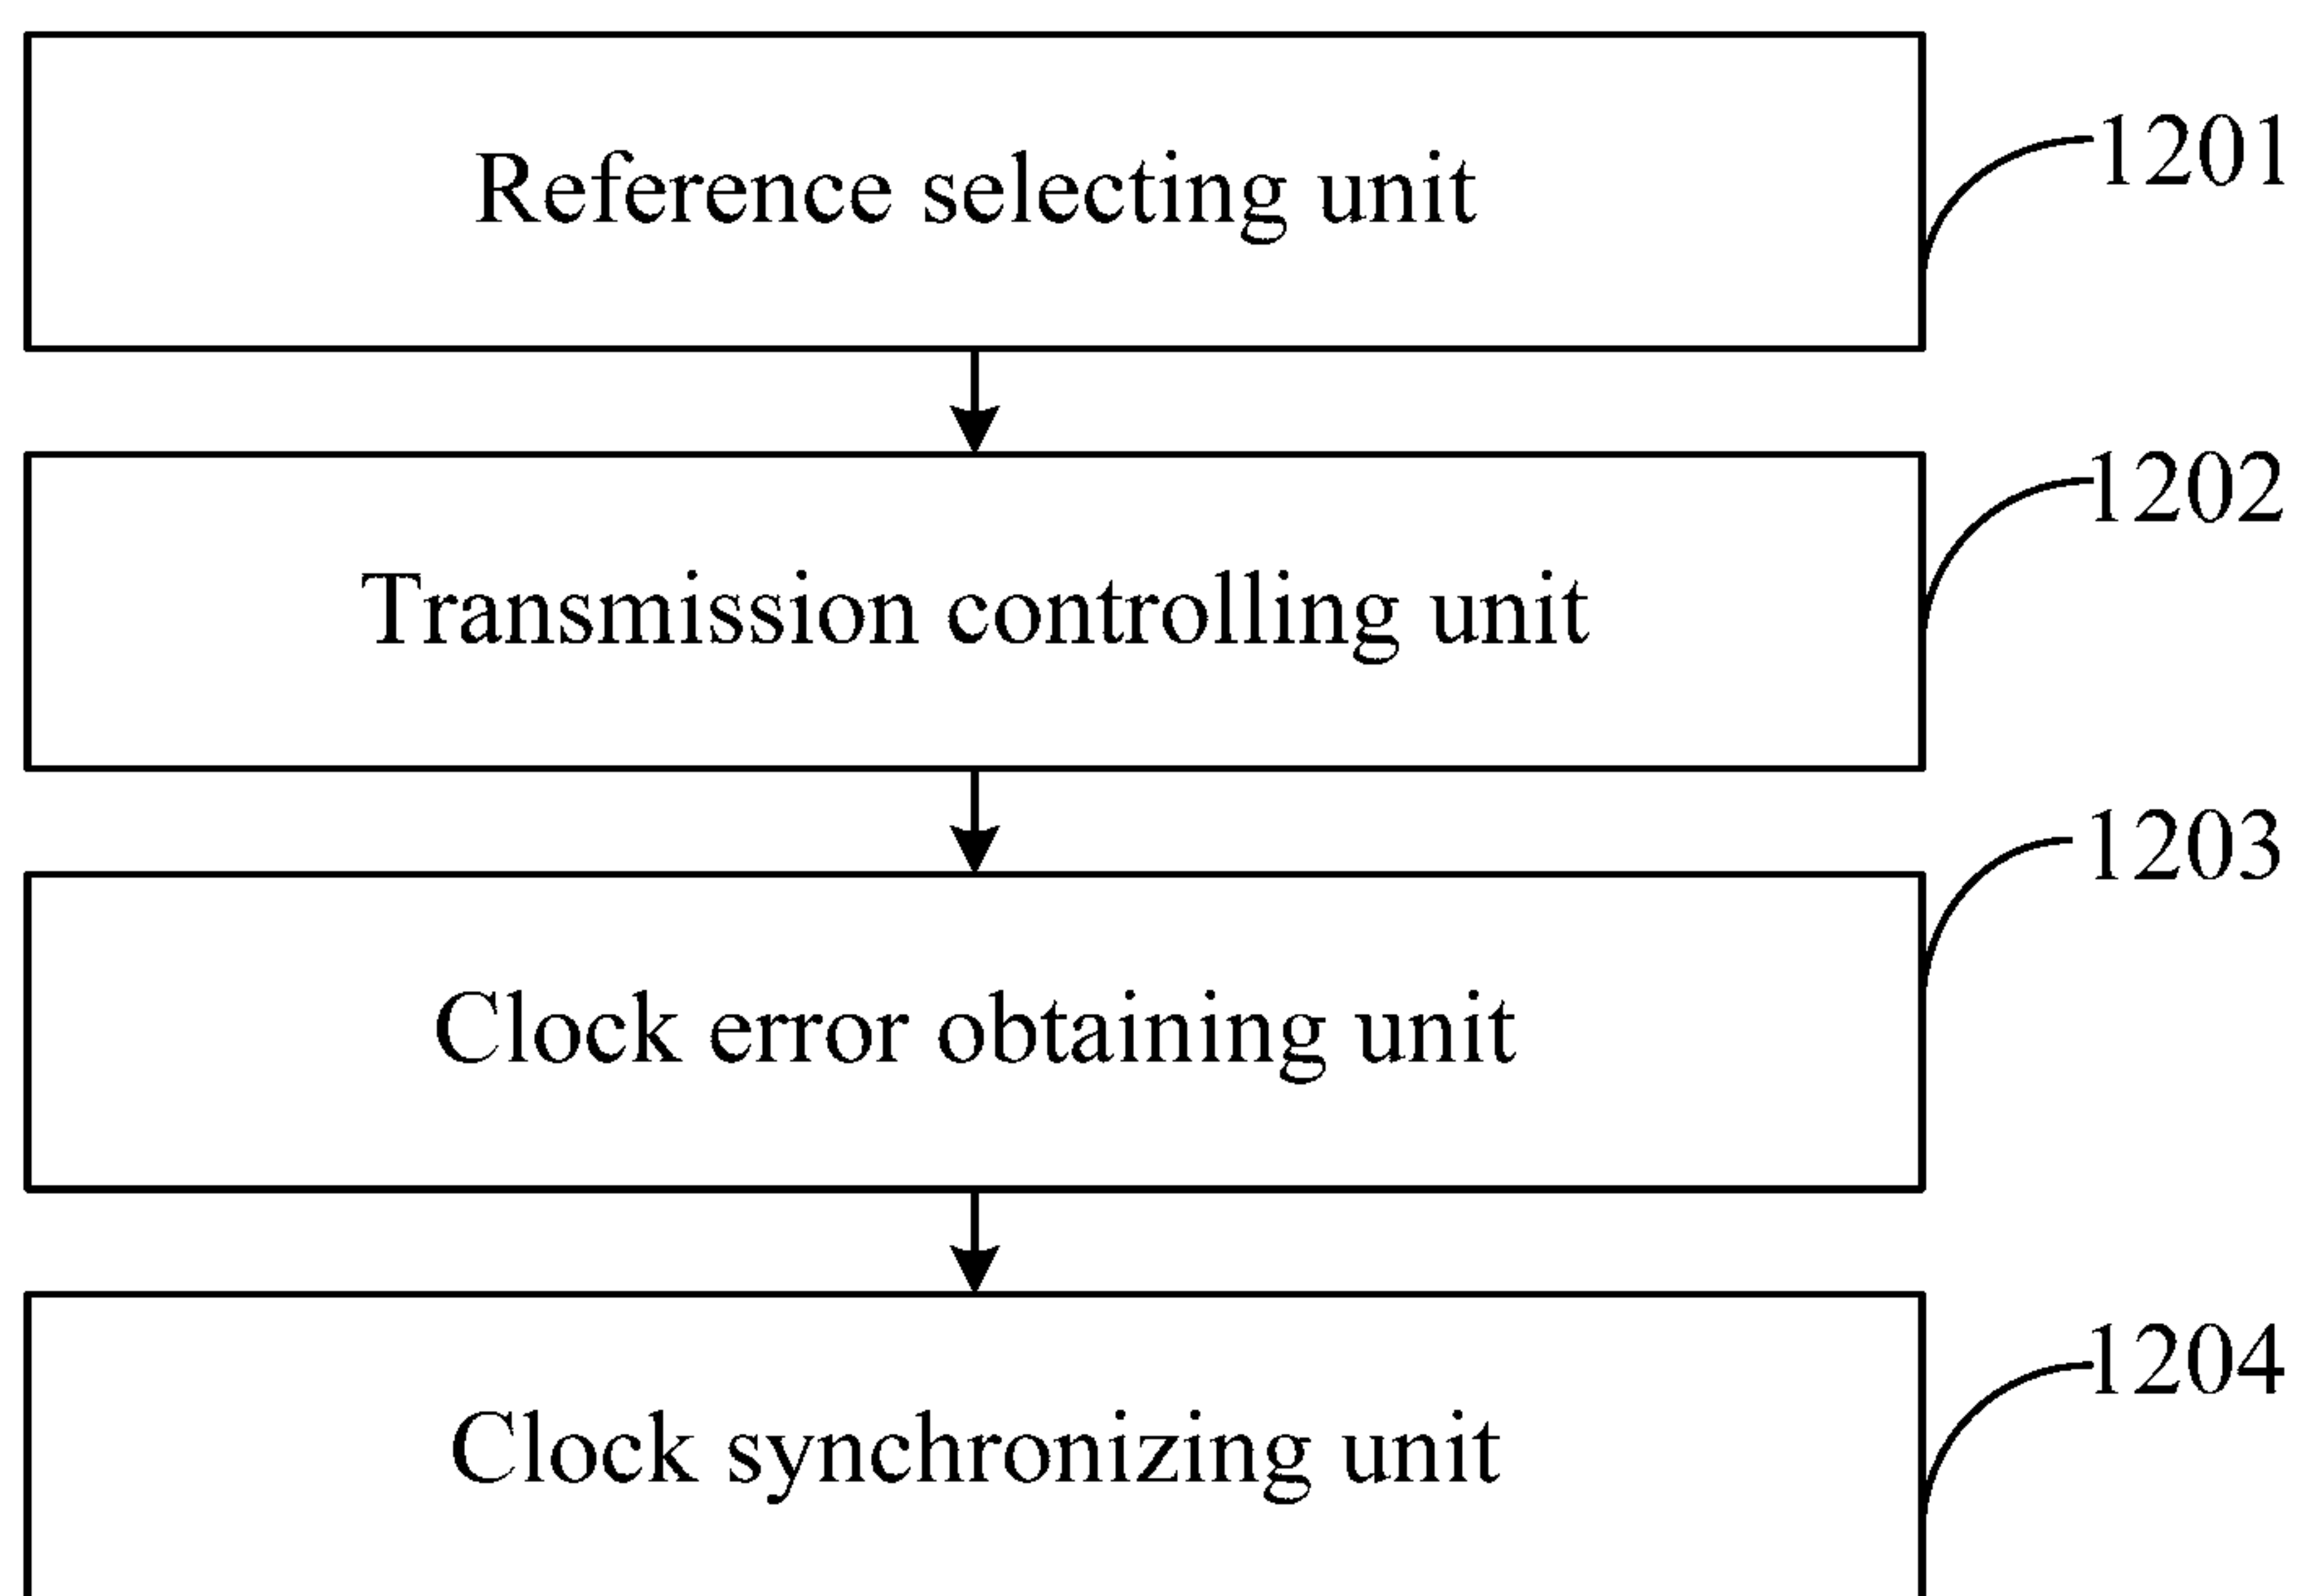 Reference selecting unit
1201
Transmission controlling unit
1202
Clock error obtaining unit
1203
Clock synchronizing unit
1204